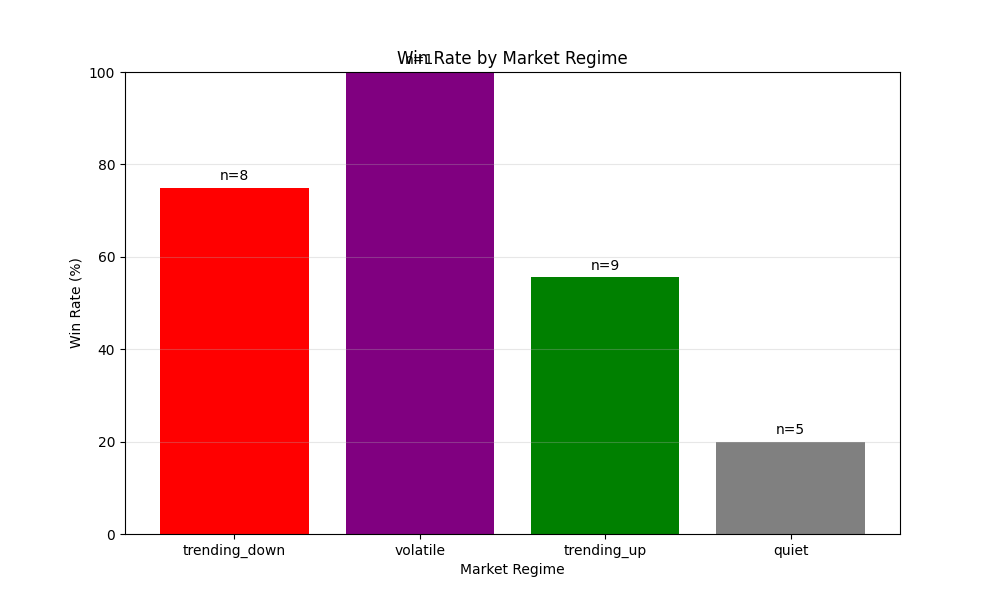 Win Rate by Market Regime
n=1
100
n=8
80
60
n=9
40
n=5
20
0
Win Rate (%)
trending_down volatile trending_up quiet
Market Regime